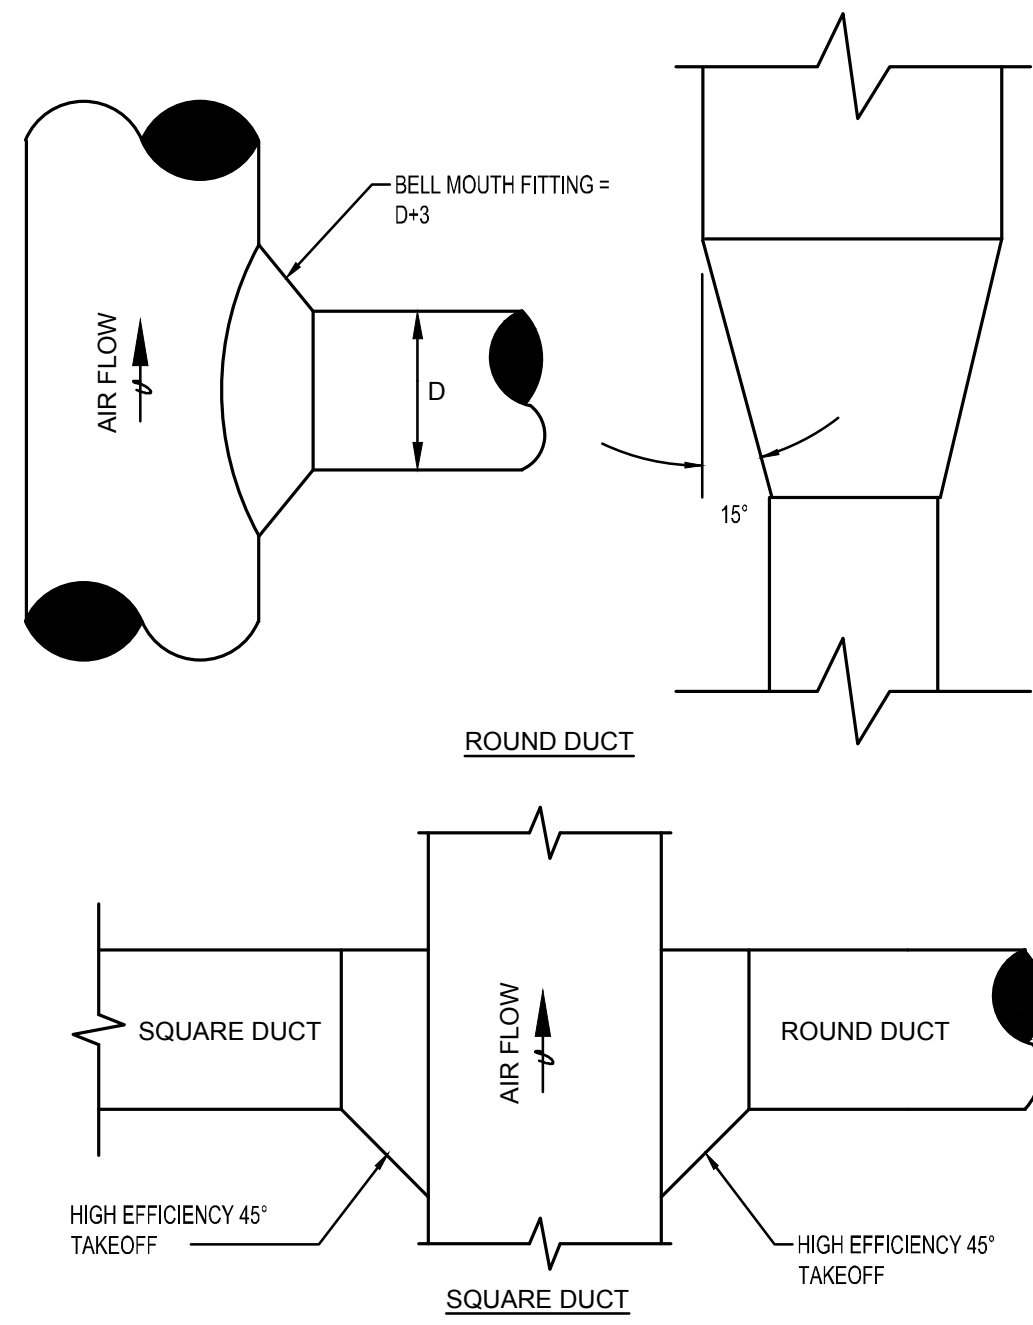 BELL MOUTH FITTING =
D+3
AIR FLOW
D
15°
ROUND DUCT
SQUARE DUCT
AIR FLOW
ROUND DUCT
HIGH EFFICIENCY 45°
TAKEOFF
HIGH EFFICIENCY 45°
TAKEOFF
SQUARE DUCT